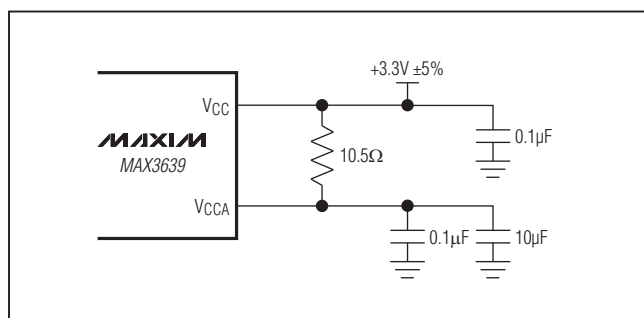 +3.3V ±5%
VCC
0.1µF
MAXIM
MAX3639
10.5Ω
VCCA
0.1µF
10µF